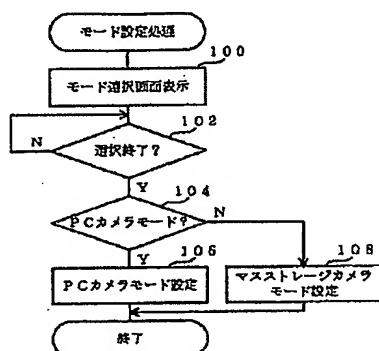 モード設定処理
100
モード選択画面表示
102
選択終了?
N
Y
104
PCカメラモード?
N
Y
106
PCカメラモード設定
108
マスストレージカメラ
モード設定
終了